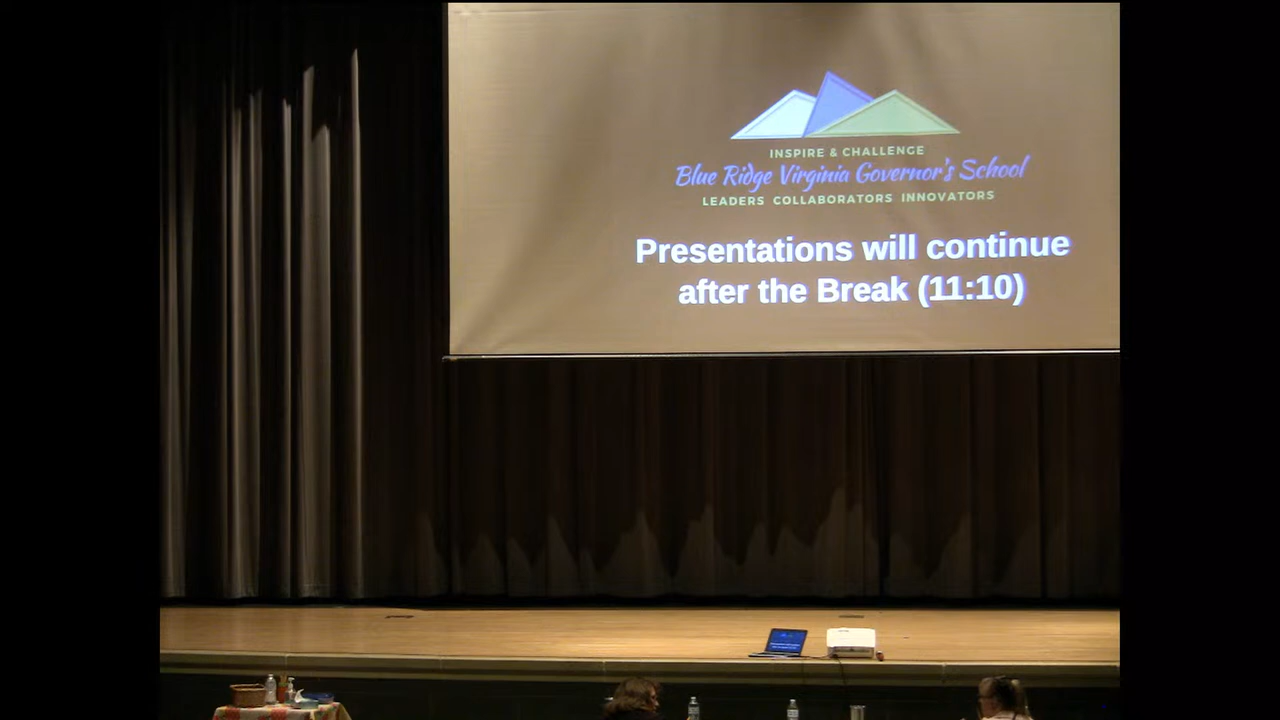 INSPIRE & CHALLENGE
Blue Ridge Virginia Governor's School
LEADERS COLLABORATORS INNOVATORS
Presentations will continue
after the Break (11:10)